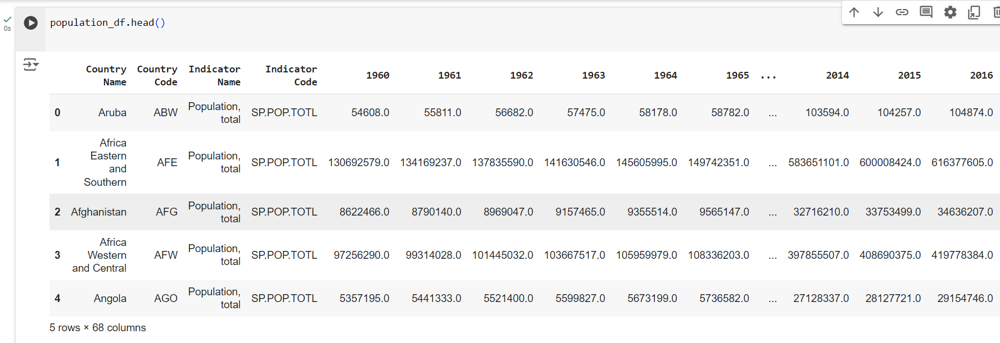 population_df.head()
0s
Country Name Country Code Indicator Name Indicator Code 1960 1961 1962 1963 1964 1965 ... 2014 2015 2016
0 Aruba ABW Population, total SP.POP.TOTL 54608.0 55811.0 56682.0 57475.0 58178.0 58782.0 ... 103594.0 104257.0 104874.0
1 Africa Eastern and Southern AFE Population, total SP.POP.TOTL 130692579.0 134169237.0 137835590.0 141630546.0 145605995.0 149742351.0 ... 583651101.0 600008424.0 616377605.0
2 Afghanistan AFG Population, total SP.POP.TOTL 8622466.0 8790140.0 8969047.0 9157465.0 9355514.0 9565147.0 ... 32716210.0 33753499.0 34636207.0
3 Africa Western and Central AFW Population, total SP.POP.TOTL 97256290.0 99314028.0 101445032.0 103667517.0 105959979.0 108336203.0 ... 397855507.0 408690375.0 419778384.0
4 Angola AGO Population, total SP.POP.TOTL 5357195.0 5441333.0 5521400.0 5599827.0 5673199.0 5736582.0 ... 27128337.0 28127721.0 29154746.0
5 rows × 68 columns